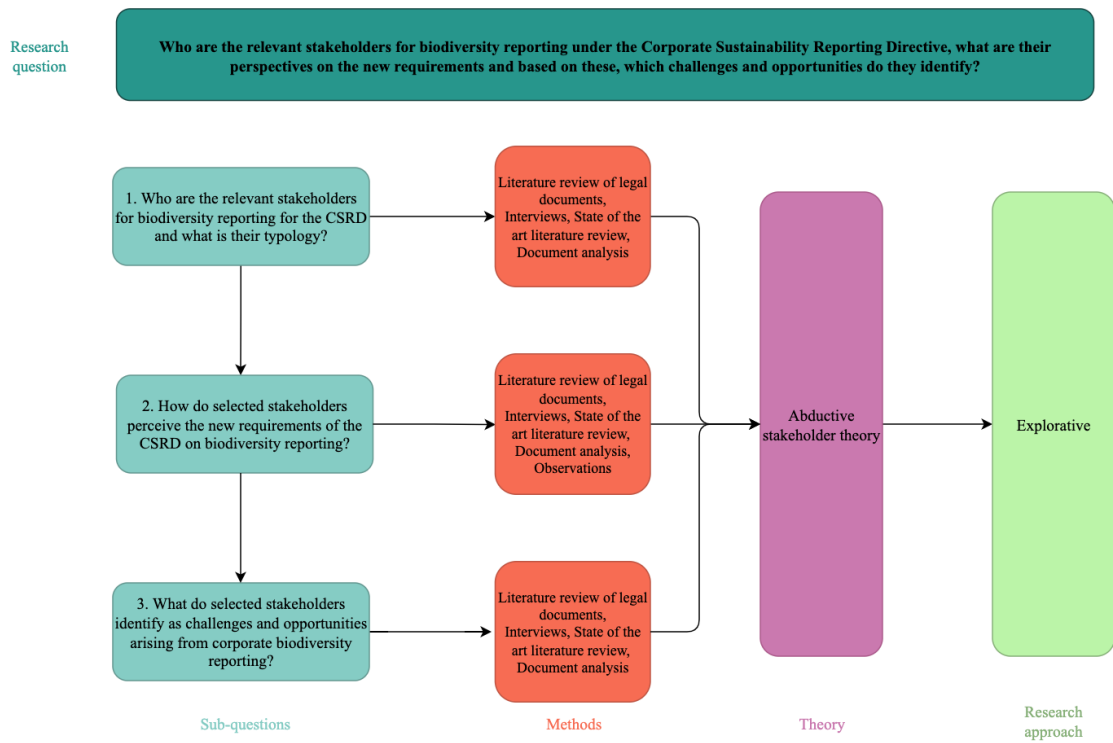 Research
question
Who are the relevant stakeholders for biodiversity reporting under the Corporate Sustainability Reporting Directive, what are their
perspectives on the new requirements and based on these, which challenges and opportunities do they identify?
1. Who are the relevant stakeholders
for biodiversity reporting for the CSRD
and what is their typology?
Literature review of legal
documents,
Interviews, State of the
art literature review,
Document analysis
2. How do selected stakeholders
perceive the new requirements of the
CSRD on biodiversity reporting?
Literature review of legal
documents,
Interviews, State of the
art literature review,
Document analysis,
Observations
3. What do selected stakeholders
identify as challenges and opportunities
arising from corporate biodiversity
reporting?
Literature review of legal
documents,
Interviews, State of the
art literature review,
Document analysis
Abductive
stakeholder theory
Explorative
Sub-questions
Methods
Theory
Research
approach